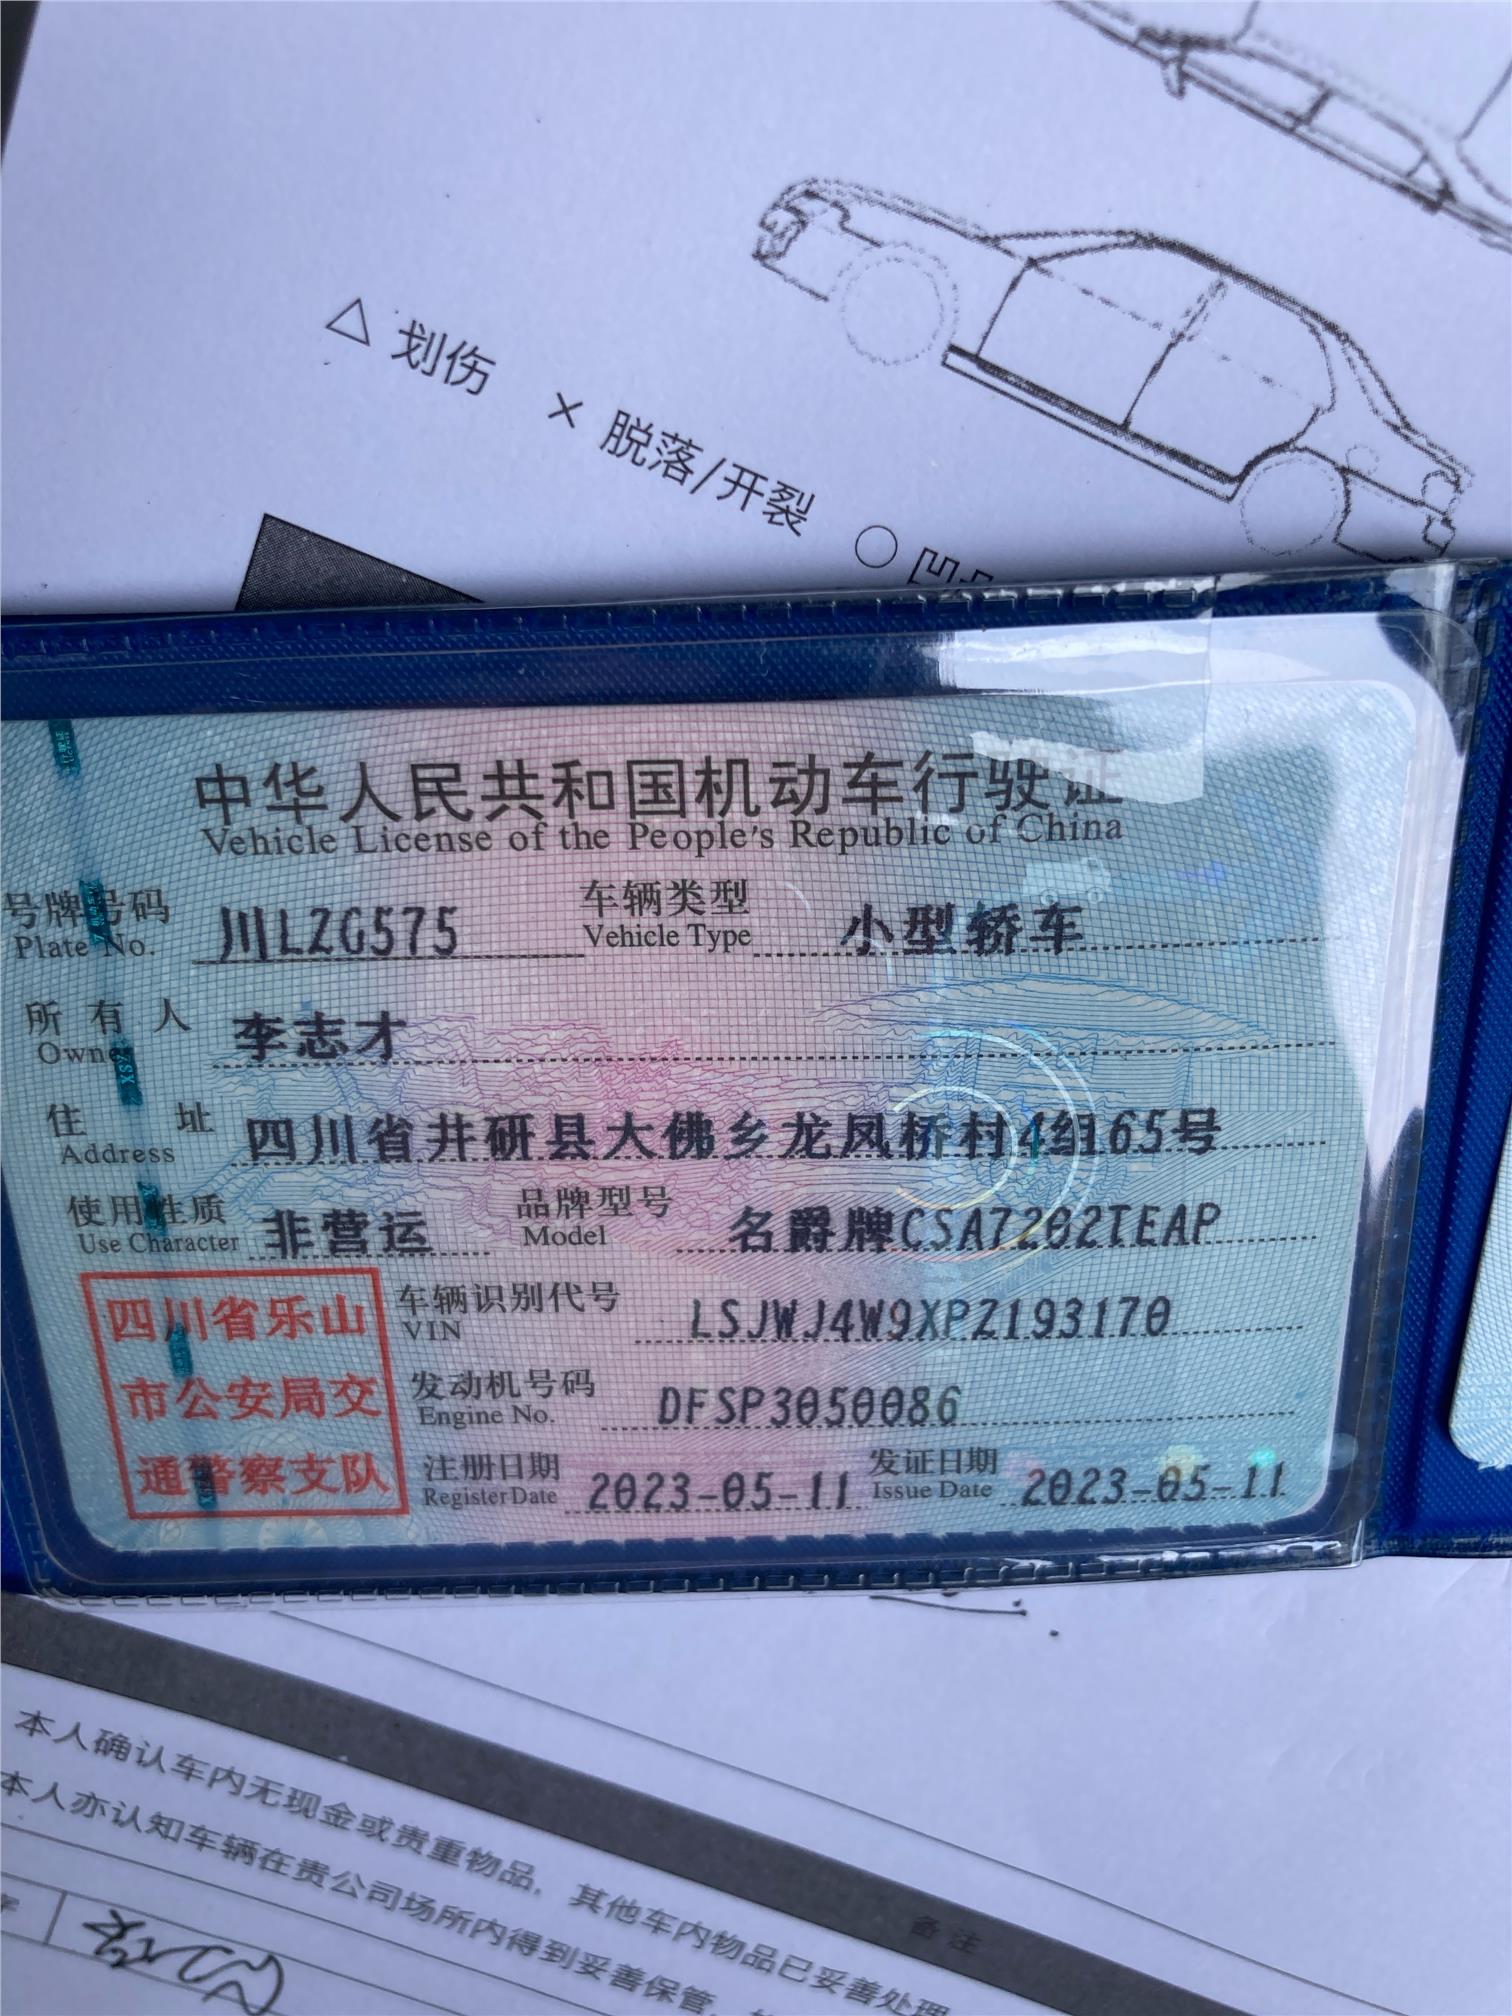 △ 划伤 × 脱落/开裂 ○ 凹
中华人民共和国机动车行驶证
Vehicle License of the People's Republic of China
号牌号码 川LZG575 车辆类型 小型轿车
Plate No. Vehicle Type
所有人 李志才
Owner
住址 四川省井研县大佛乡龙凤桥村4组65号
Address
使用性质 非营运 品牌型号 名爵牌CSA7202TEAP
Use Character Model
四川省乐山
市公安局交
通警察支队
车辆识别代号 LSJWJ4W9XPZ193170
VIN
发动机号码 DFSP3050086
Engine No.
注册日期 2023-05-11 发证日期 2023-05-11
Register Date Issue Date
备注
本人确认车内无现金或贵重物品，其他车内物品已妥善处理
本人亦认知车辆在贵公司场所内得到妥善保管，